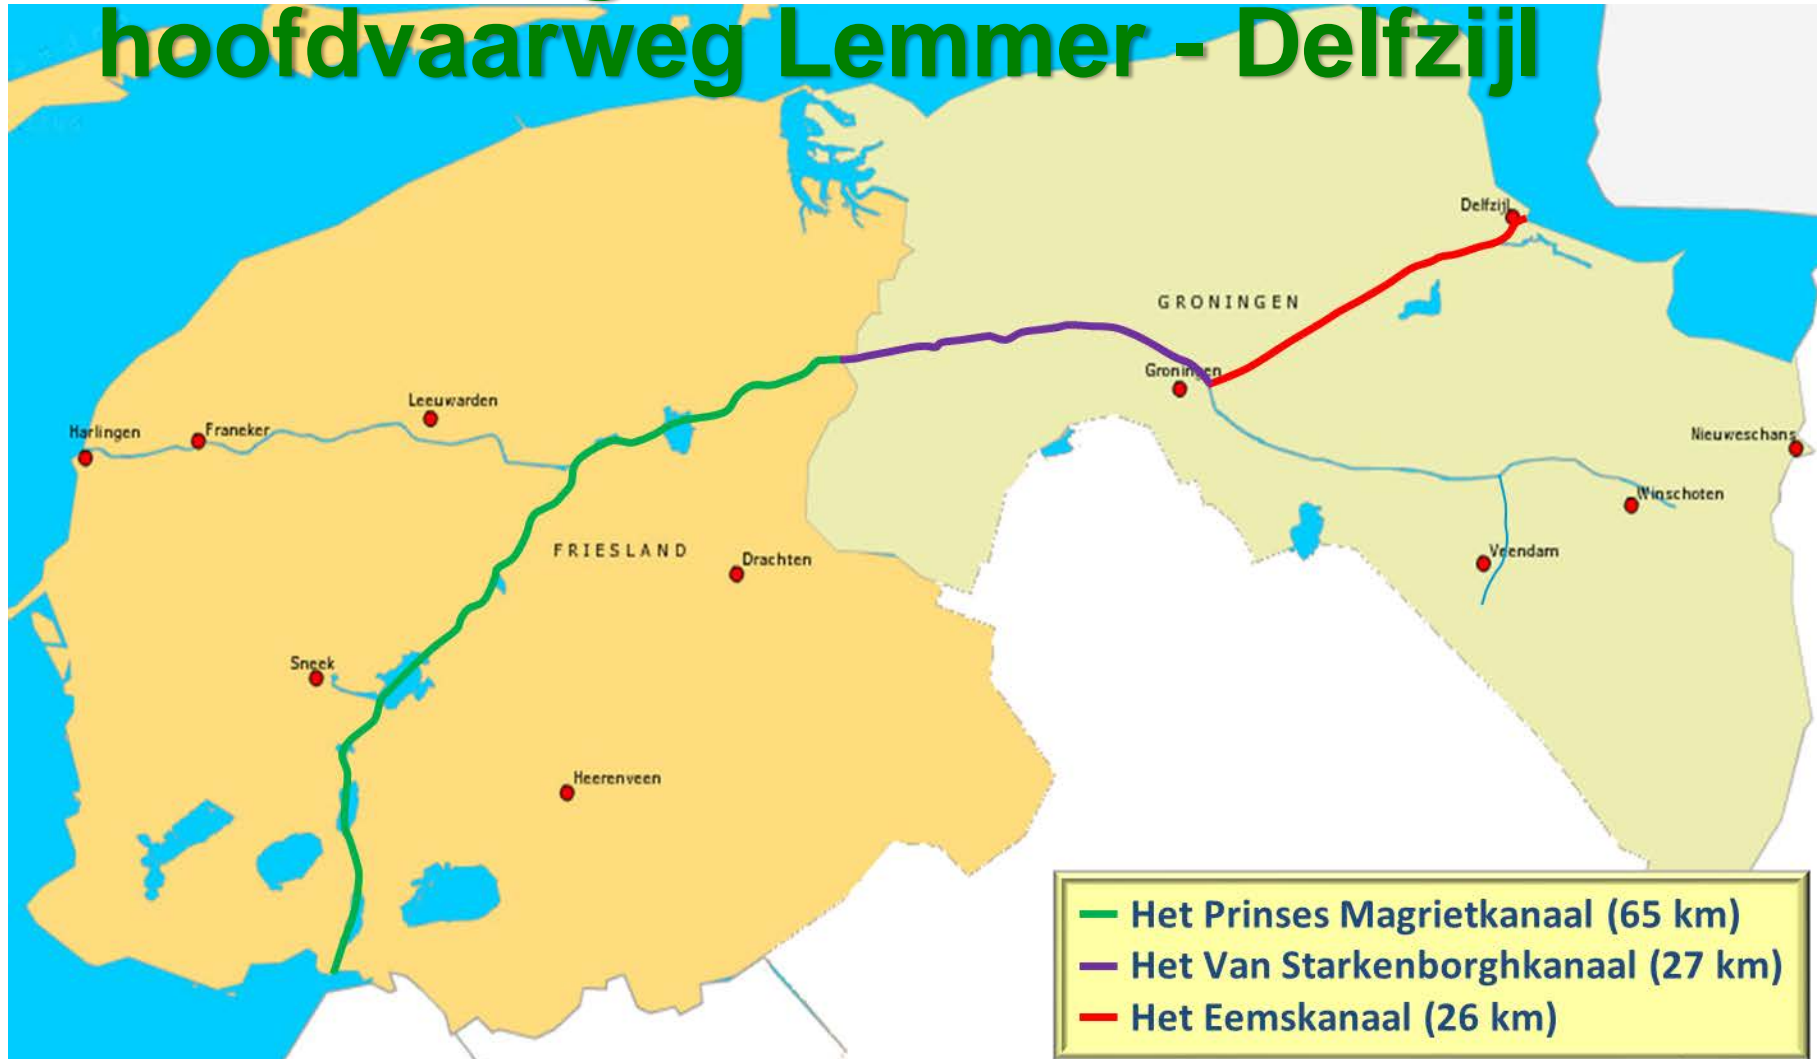 hoofdvaarweg Lemmer - Delfzijl
Delfzijl
GRONINGEN
Groningen
Leeuwarden
Harlingen
Franeker
Nieuweschans
Winschoten
FRIESLAND
Drachten
Veendam
Sneek
Heerenveen
Het Prinses Magrietkanaal (65 km)
Het Van Starkenborghkanaal (27 km)
Het Eemskanaal (26 km)